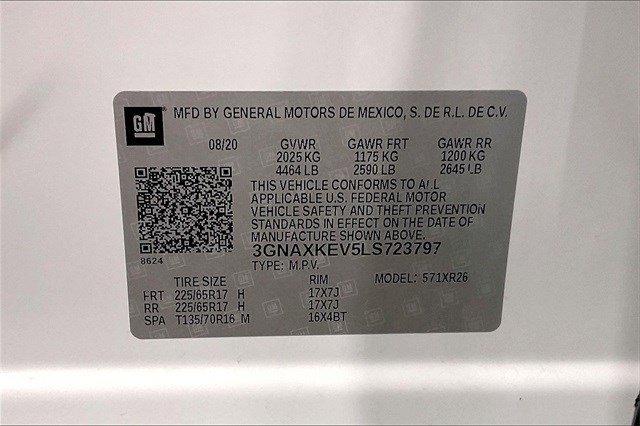 GM MFD BY GENERAL MOTORS DE MEXICO, S. DE R.L. DE C.V.
08/20 GVWR GAWR FRT GAWR RR
2025 KG 1175 KG 1200 KG
4464 LB 2590 LB 2645 LB
THIS VEHICLE CONFORMS TO ALL
APPLICABLE U.S. FEDERAL MOTOR
VEHICLE SAFETY AND THEFT PREVENTION
STANDARDS IN EFFECT ON THE DATE OF
MANUFACTURE SHOWN ABOVE.
8624 3GNAXKEV5LS723797
TYPE: M.P.V. MODEL: 571XR26
TIRE SIZE RIM
FRT 225/65R17 H 17X7J
RR 225/65R17 H 17X7J
SPA T135/70R16 M 16X4BT